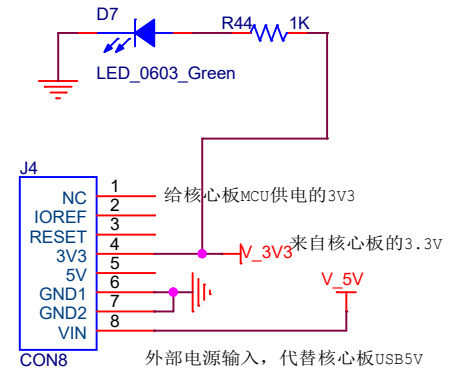 D7
R44 1K
LED_0603_Green
J4
NC 1 给核心板MCU供电的3V3
IOREF 2
RESET 3
3V3 4 V_3V3 来自核心板的3.3V
5V 5
GND1 6 V_5V
GND2 7
VIN 8
CON8 外部电源输入，代替核心板USB5V